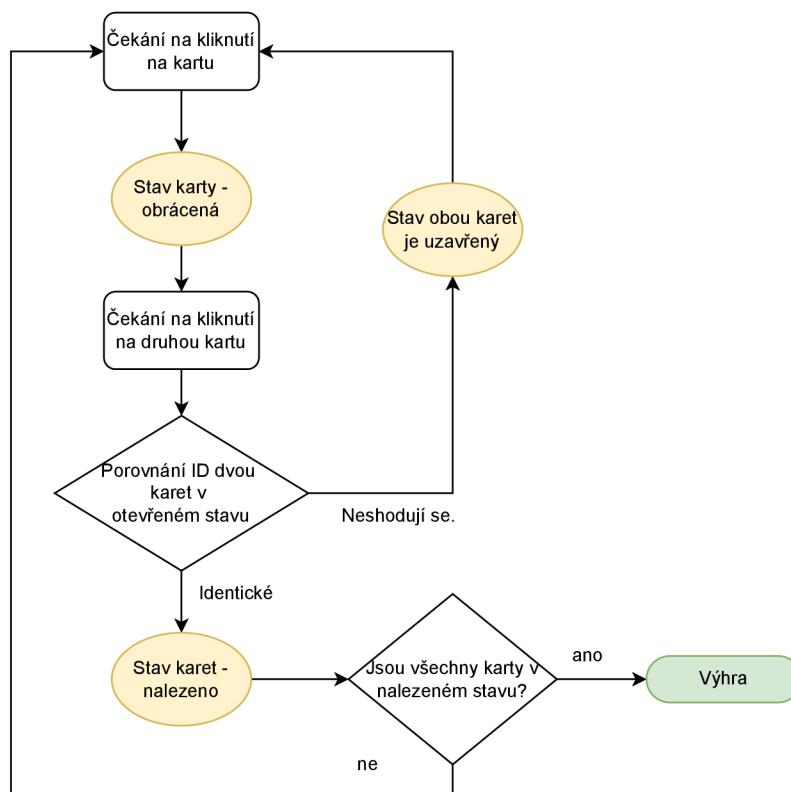 Čekání na kliknutí
na kartu
Stav karty -
obrácená
Stav obou karet
je uzavřený
Čekání na kliknutí
na druhou kartu
Porovnání ID dvou
karet v
otevřeném stavu
Neshodují se.
Identické
Stav karet -
nalezeno
Jsou všechny karty v
nalezeném stavu?
ano
Výhra
ne